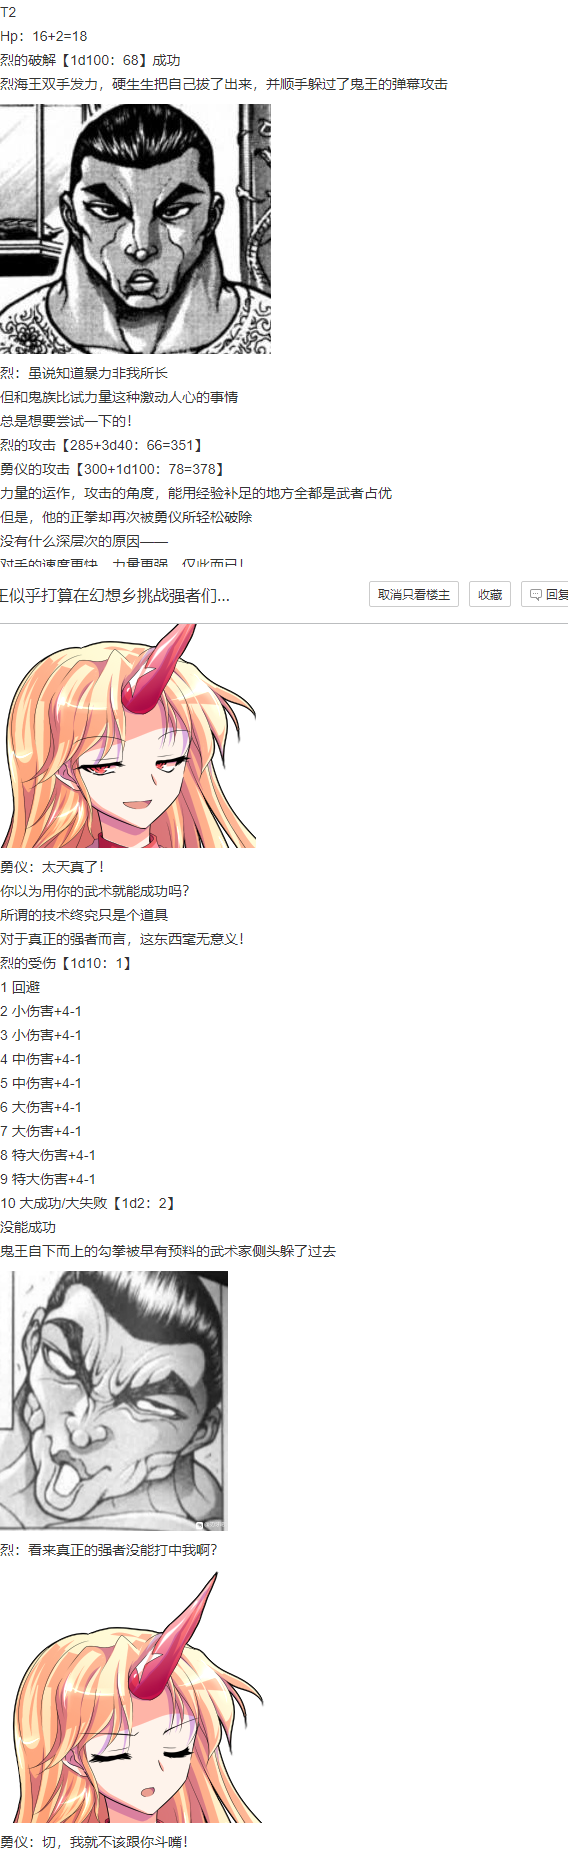 T2
Hp：16+2=18
烈的破解【1d100：68】成功
烈海王双手发力，硬生生把自己拔了出来，并顺手躲过了鬼王的弹幕攻击
烈：虽说知道暴力非我所长
但和鬼族比试力量这种激动人心的事情
总是想要尝试一下的！
烈的攻击【285+3d40：66=351】
勇仪的攻击【300+1d100：78=378】
力量的运作，攻击的角度，能用经验补足的地方全都是武者占优
但是，他的正拳却再次被勇仪所轻松破除
没有什么深层次的原因——
对手的速度更快，力量更强，仅此而已！
王似乎打算在幻想乡挑战强者们...
取消只看楼主
收藏
回复
勇仪：太天真了！
你以为用你的武术就能成功吗？
所谓的技术终究只是个道具
对于真正的强者而言，这东西毫无意义！
烈的受伤【1d10：1】
1 回避
2 小伤害+4-1
3 小伤害+4-1
4 中伤害+4-1
5 中伤害+4-1
6 大伤害+4-1
7 大伤害+4-1
8 特大伤害+4-1
9 特大伤害+4-1
10 大成功/大失败【1d2：2】
没能成功
鬼王自下而上的勾拳被早有预料的武术家侧头躲了过去
烈：看来真正的强者没能打中我啊？
勇仪：切，我就不该跟你斗嘴！